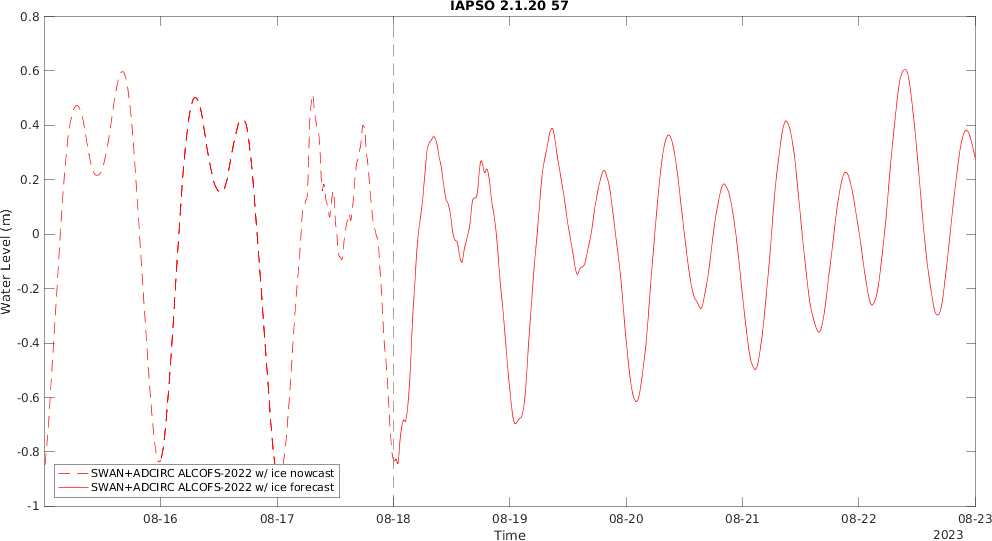 IAPSO 2.1.20 57
0.8
0.6
0.4
0.2
0
-0.2
-0.4
-0.6
-0.8
-1
Water Level (m)
SWAN+ADCIRC ALCOFS-2022 w/ ice nowcast
SWAN+ADCIRC ALCOFS-2022 w/ ice forecast
08-16 08-17 08-18 08-19 08-20 08-21 08-22 08-23
Time
2023